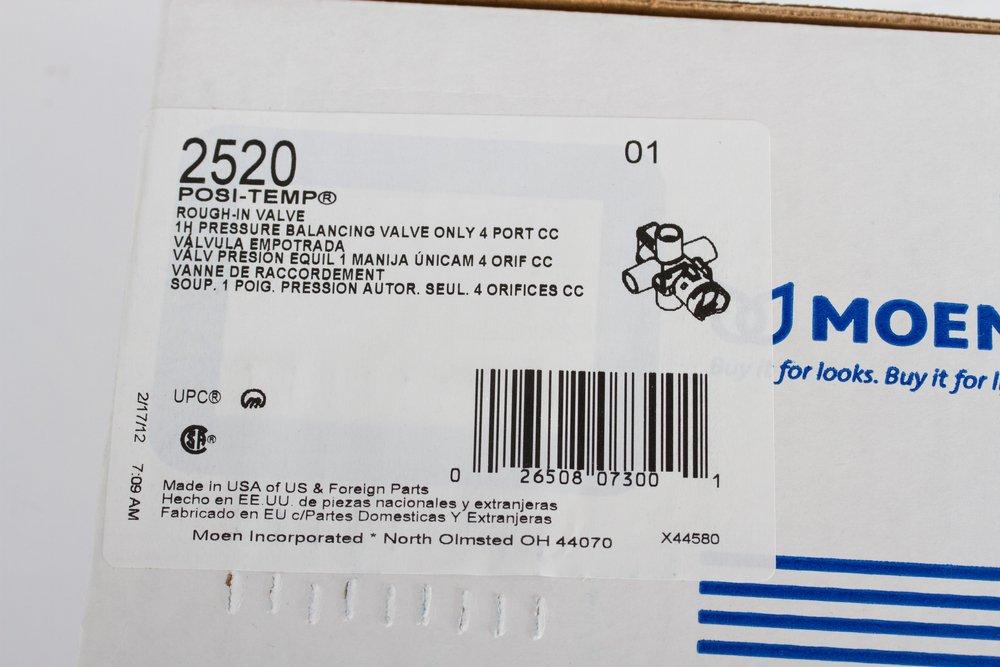 2520
01
POSI-TEMP®
ROUGH-IN VALVE
1H PRESSURE BALANCING VALVE ONLY 4 PORT CC
VÁLVULA EMPOTRADA
VÁLV PRESIÓN EQUIL 1 MANIJA ÚNICAM 4 ORIF CC
VANNE DE RACCORDEMENT
SOUP. 1 POIG. PRESSION AUTOR. SEUL. 4 ORIFICES CC
MOEN
Buy it for looks. Buy it for l
UPC®
SA®
0 26508 07300 1
2/17/12 7:09 AM
Made in USA of US & Foreign Parts
Hecho en EE.UU. de piezas nacionales y extranjeras
Fabricado en EU c/Partes Domesticas Y Extranjeras
Moen Incorporated * North Olmsted OH 44070
X44580